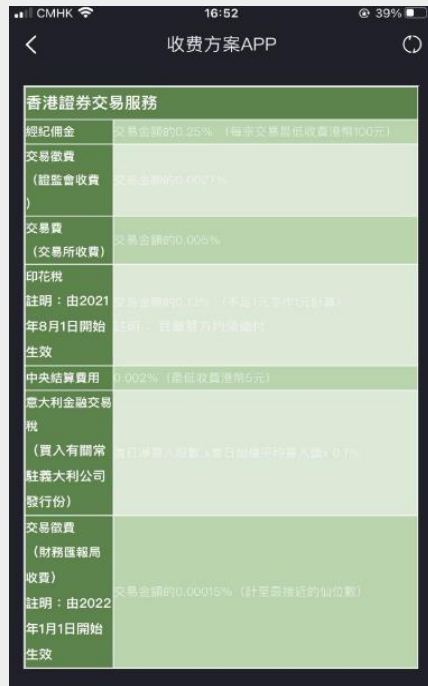 CMHK
16:52
39%
收费方案APP
香港證券交易服務
經紀佣金
交易金額的0.25% (每宗交易最低收費港幣100元)
交易徵費
(證監會收費
)
交易金額的0.0027%
交易費
(交易所收費)
交易金額的0.005%
印花稅
註明:由2021
年8月1日開始
生效
交易金額的0.13% (不足1元亦作1元計算)
註明: 買賣雙方均須繳付
中央結算費用
0.002% (最低收費港幣5元)
意大利金融交易
稅
(買入有關常
駐義大利公司
發行份)
當日淨買入股數 x 當日加權平均買入價x 0.1%
交易徵費
(財務匯報局
收費)
註明:由2022
年1月1日開始
生效
交易金額的0.00015% (計至最接近的仙位數)